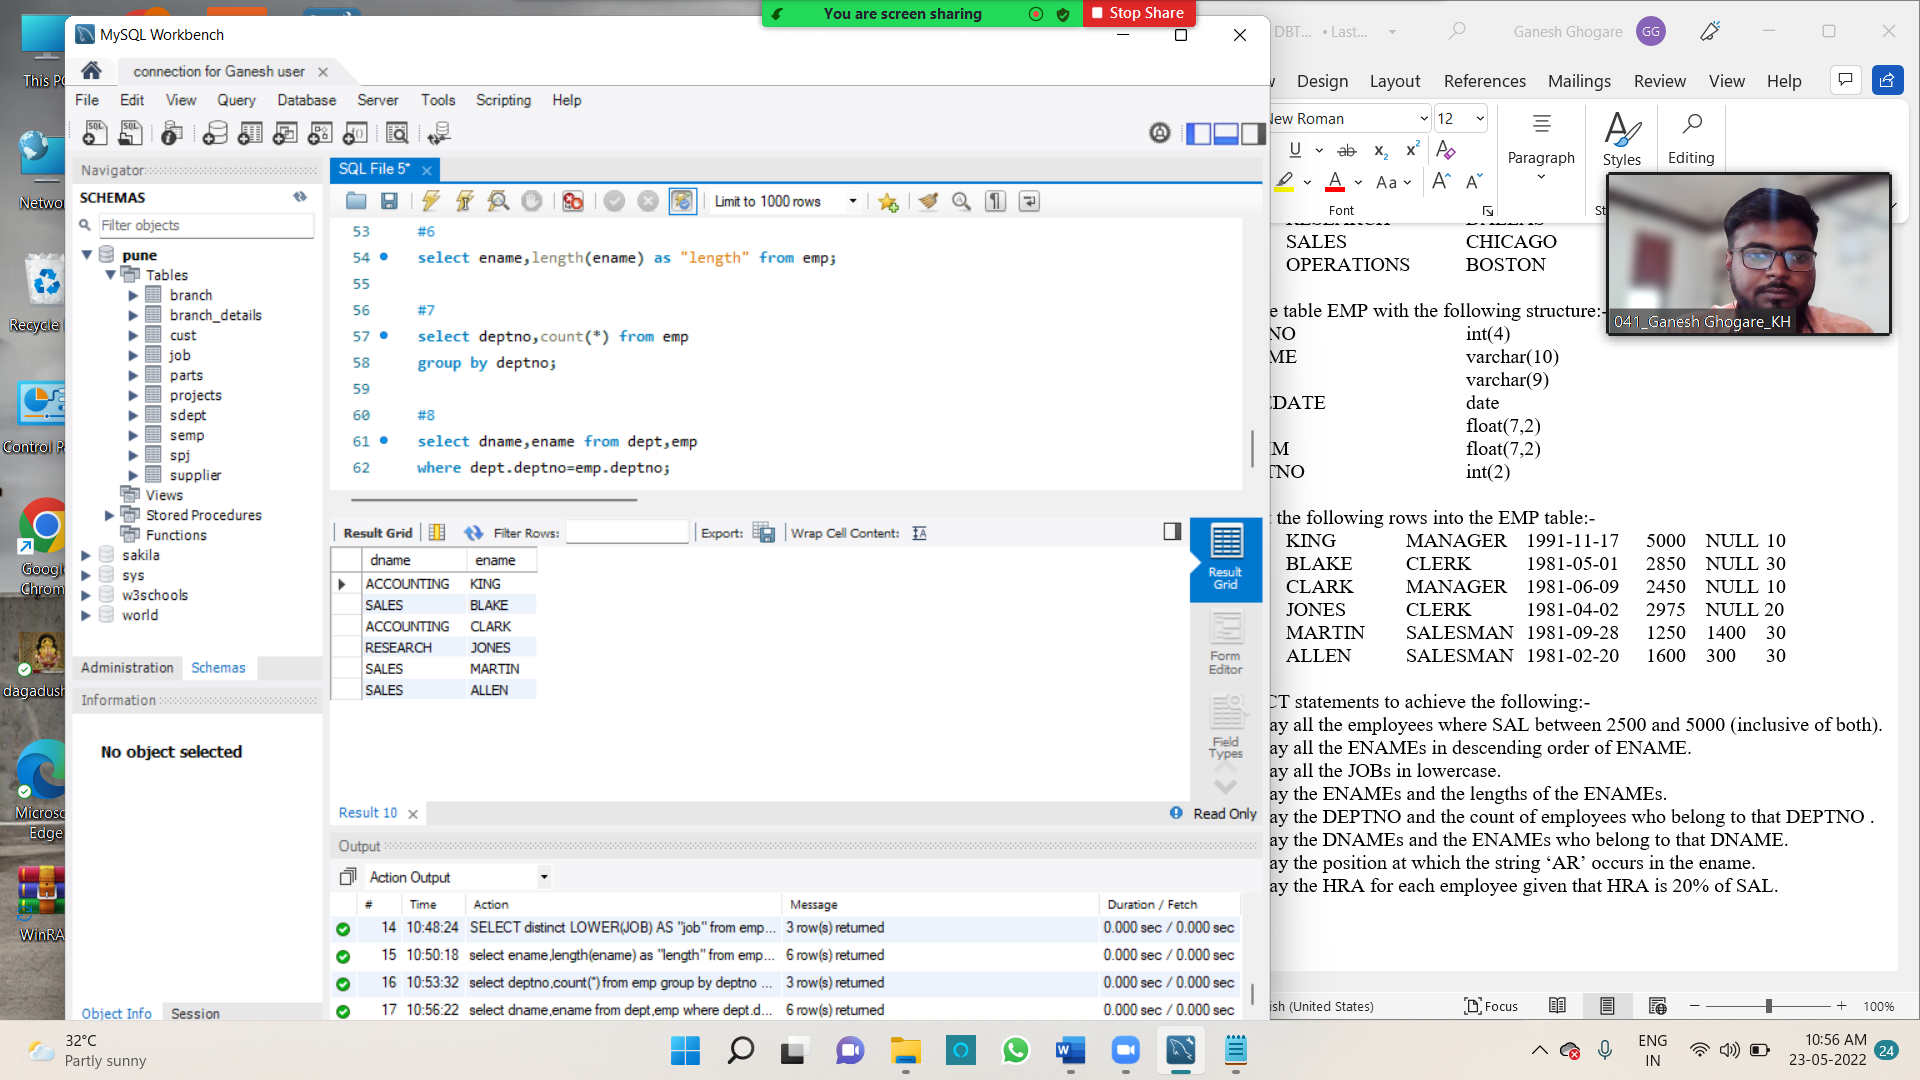 You are screen sharing
Stop Share
MySQL Workbench
connection for Ganesh user
File Edit View Query Database Server Tools Scripting Help
Navigator
SCHEMAS
Filter objects
pune
Tables
branch
branch_details
cust
job
parts
projects
sdept
semp
spj
supplier
Views
Stored Procedures
Functions
sakila
sys
w3schools
world
Administration Schemas
Information
No object selected
Object Info Session
SQL File 5*
Limit to 1000 rows
53 #6
54 select ename,length(ename) as "length" from emp;
55
56 #7
57 select deptno,count(*) from emp
58 group by deptno;
59
60 #8
61 select dname,ename from dept,emp
62 where dept.deptno=emp.deptno;
Result Grid Filter Rows: Export: Wrap Cell Content:
dname ename
ACCOUNTING KING
SALES BLAKE
ACCOUNTING CLARK
RESEARCH JONES
SALES MARTIN
SALES ALLEN
Result Grid
Form Editor
Field Types
Result 10
Read Only
Output
Action Output
# Time Action Message Duration / Fetch
14 10:48:24 SELECT distinct LOWER(JOB) AS "job" from emp... 3 row(s) returned 0.000 sec / 0.000 sec
15 10:50:18 select ename,length(ename) as "length" from emp... 6 row(s) returned 0.000 sec / 0.000 sec
16 10:53:32 select deptno,count(*) from emp group by deptno ... 3 row(s) returned 0.000 sec / 0.000 sec
17 10:56:22 select dname,ename from dept,emp where dept.d... 6 row(s) returned 0.000 sec / 0.000 sec
DBT... • Last...
Ganesh Ghogare GG
Design Layout References Mailings Review View Help
New Roman 12
Paragraph Styles Editing
Font
SALES CHICAGO
OPERATIONS BOSTON
041_Ganesh Ghogare_KH
e table EMP with the following structure:-
NO int(4)
ME varchar(10)
varchar(9)
EDATE date
float(7,2)
IM float(7,2)
TNO int(2)
t the following rows into the EMP table:-
KING MANAGER 1991-11-17 5000 NULL 10
BLAKE CLERK 1981-05-01 2850 NULL 30
CLARK MANAGER 1981-06-09 2450 NULL 10
JONES CLERK 1981-04-02 2975 NULL 20
MARTIN SALESMAN 1981-09-28 1250 1400 30
ALLEN SALESMAN 1981-02-20 1600 300 30
CT statements to achieve the following:-
ay all the employees where SAL between 2500 and 5000 (inclusive of both).
ay all the ENAMEs in descending order of ENAME.
ay all the JOBs in lowercase.
ay the ENAMEs and the lengths of the ENAMEs.
ay the DEPTNO and the count of employees who belong to that DEPTNO .
ay the DNAMEs and the ENAMEs who belong to that DNAME.
ay the position at which the string ‘AR’ occurs in the ename.
ay the HRA for each employee given that HRA is 20% of SAL.
ish (United States) Focus 100%
This PC
Netwo
Recycle
Control P
Googl
Chrom
dagadush
Microsc
Edge
WinRA
32°C
Partly sunny
ENG
IN
10:56 AM
23-05-2022
24